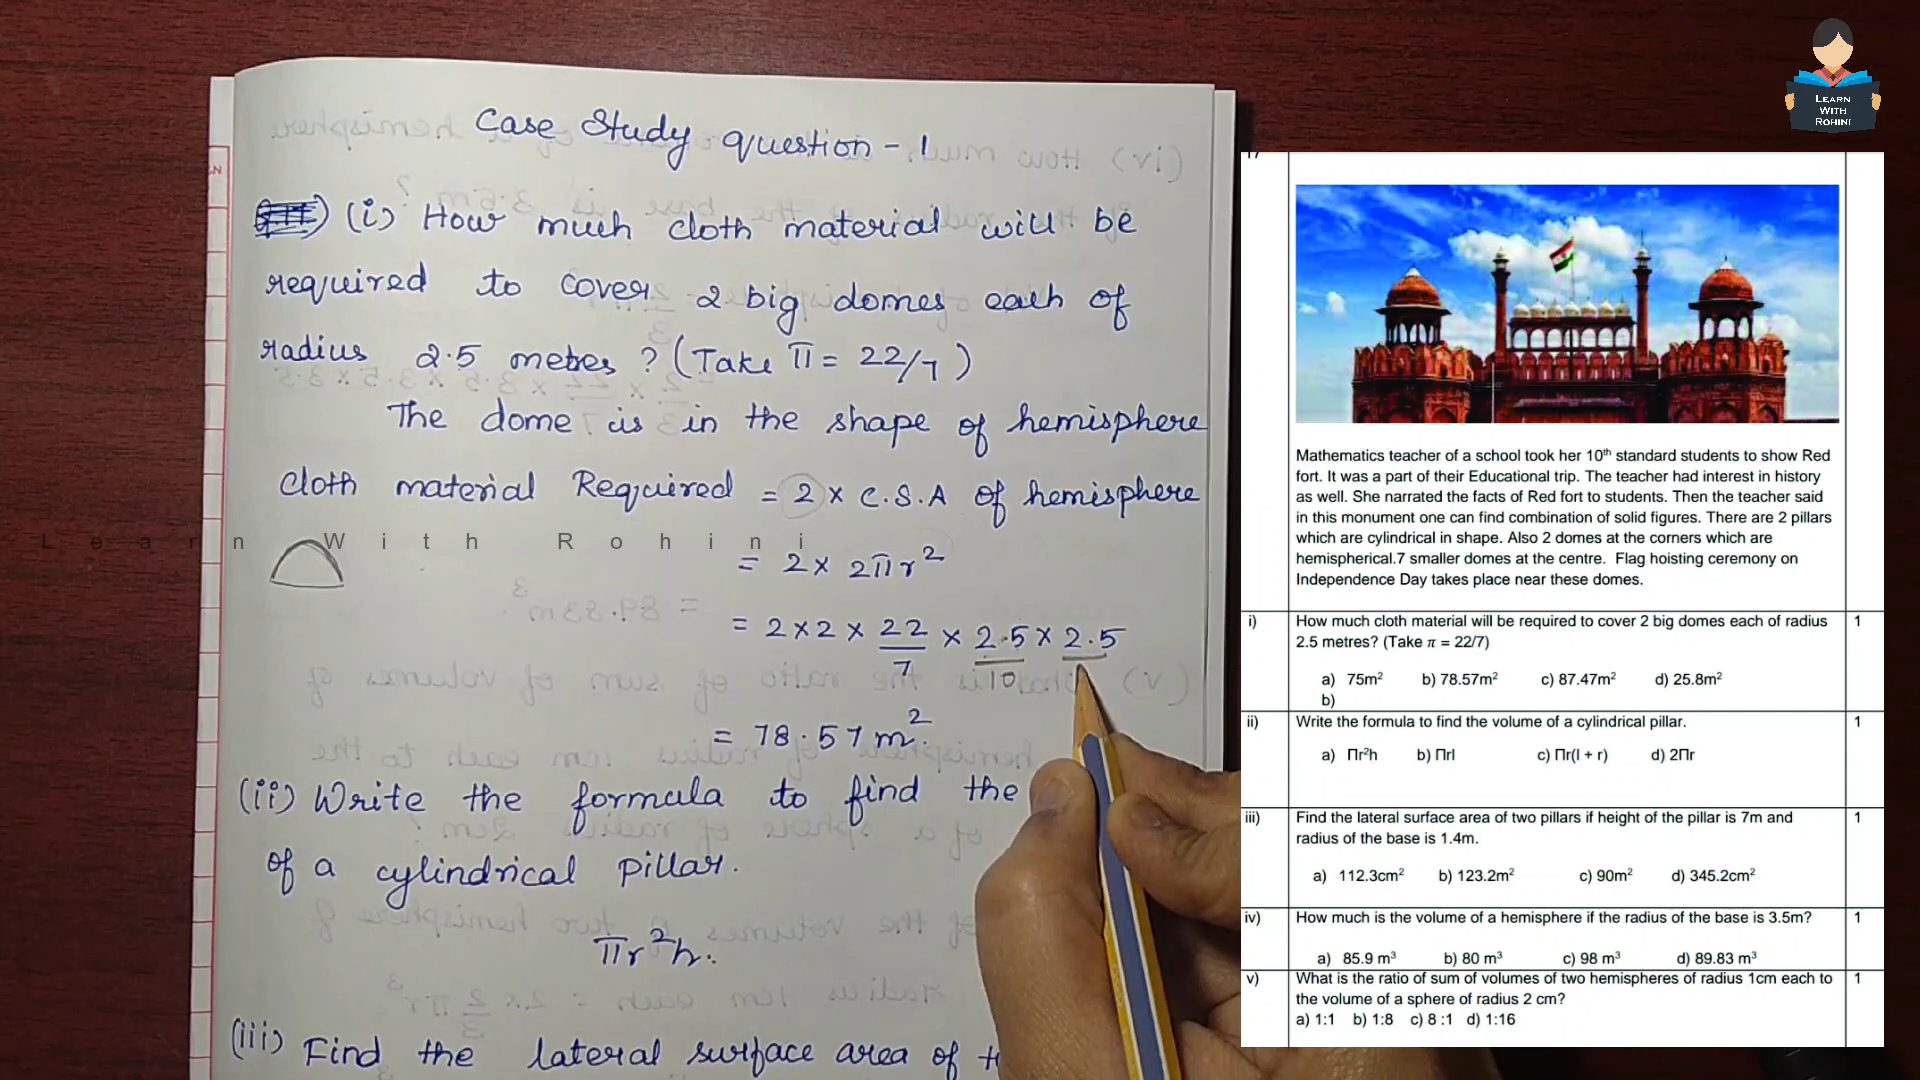 Case Study question - 1
(i) How much cloth material will be
required to cover 2 big domes each of
radius 2.5 metres ? (Take π = 22/7)
The dome is in the shape of hemisphere
Cloth material Required = 2 × C.S.A of hemisphere
= 2 × 2πr²
= 2×2 × 22/7 × 2.5 × 2.5
10
= 78.57 m².
(ii) Write the formula to find the
of a cylindrical pillar.
πr²h.
(iii) Find the lateral surface area of
Learn With Rohini
LEARN
WITH
ROHINI
Mathematics teacher of a school took her 10th standard students to show Red
fort. It was a part of their Educational trip. The teacher had interest in history
as well. She narrated the facts of Red fort to students. Then the teacher said
in this monument one can find combination of solid figures. There are 2 pillars
which are cylindrical in shape. Also 2 domes at the corners which are
hemispherical.7 smaller domes at the centre. Flag hoisting ceremony on
Independence Day takes place near these domes.
i) How much cloth material will be required to cover 2 big domes each of radius 1
2.5 metres? (Take π = 22/7)
a) 75m² b) 78.57m² c) 87.47m² d) 25.8m²
b)
ii) Write the formula to find the volume of a cylindrical pillar. 1
a) Πr²h b) Πrl c) Πr(l + r) d) 2Πr
iii) Find the lateral surface area of two pillars if height of the pillar is 7m and 1
radius of the base is 1.4m.
a) 112.3cm² b) 123.2m² c) 90m² d) 345.2cm²
iv) How much is the volume of a hemisphere if the radius of the base is 3.5m? 1
a) 85.9 m³ b) 80 m³ c) 98 m³ d) 89.83 m³
v) What is the ratio of sum of volumes of two hemispheres of radius 1cm each to 1
the volume of a sphere of radius 2 cm?
a) 1:1 b) 1:8 c) 8 :1 d) 1:16